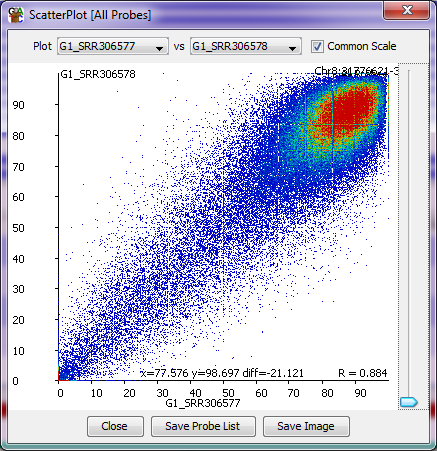 ScatterPlot [All Probes]
Plot G1_SRR306577 vs G1_SRR306578 Common Scale
G1_SRR306578 Chr8:31776621-3
90
80
70
60
50
40
30
20
10
0
x=77.576 y=98.697 diff=-21.121 R = 0.884
0 10 20 30 40 50 60 70 80 90
G1_SRR306577
Close Save Probe List Save Image